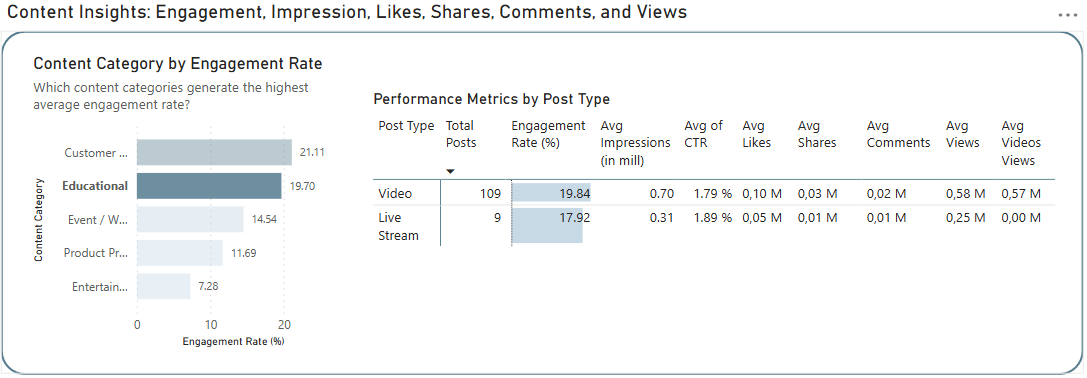 Content Insights: Engagement, Impression, Likes, Shares, Comments, and Views
...
Content Category by Engagement Rate
Which content categories generate the highest
average engagement rate?
Content Category
Customer ... 21.11
Educational 19.70
Event / W... 14.54
Product Pr... 11.69
Entertain... 7.28
0 10 20
Engagement Rate (%)
Performance Metrics by Post Type
Post Type Total Engagement Avg Avg of Avg Avg Avg Avg Avg
Posts Rate (%) Impressions CTR Likes Shares Comments Views Videos
(in mill) Views
Video 109 19.84 0.70 1.79 % 0,10 M 0,03 M 0,02 M 0,58 M 0,57 M
Live 9 17.92 0.31 1.89 % 0,05 M 0,01 M 0,01 M 0,25 M 0,00 M
Stream